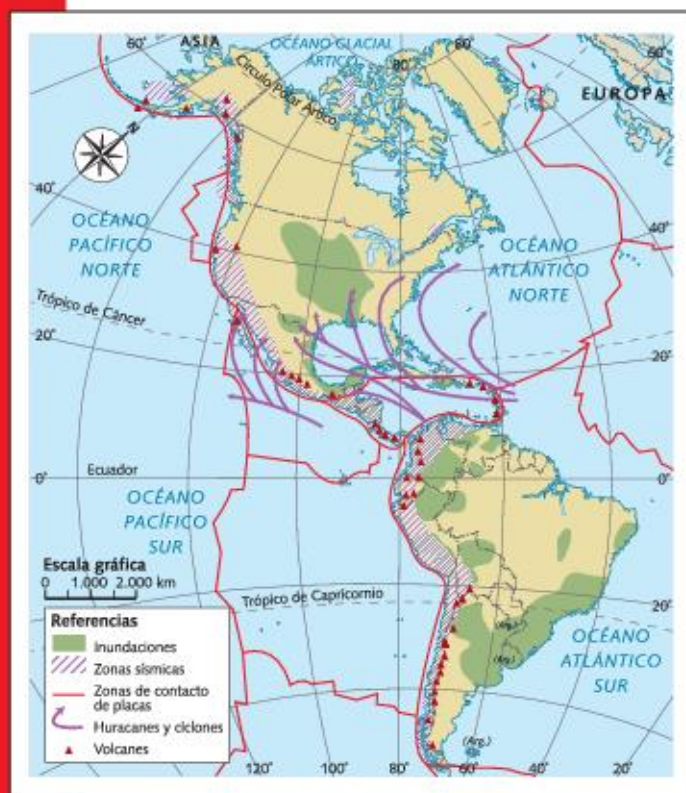 60°
ASIA
OCÉANO GLACIAL
ÁRTICO
80°
80°
60°
Círculo Polar Ártico
EUROPA
N
40°
OCÉANO
PACÍFICO
NORTE
OCÉANO
ATLÁNTICO
NORTE
40°
Trópico de Cáncer
20°
20°
Ecuador
0°
0°
OCÉANO
PACÍFICO
SUR
Escala gráfica
0 1.000 2.000 km
Trópico de Capricornio
20°
OCÉANO
ATLÁNTICO
SUR
(Arg.)
(Arg.)
(Arg.)
Referencias
Inundaciones
Zonas sísmicas
Zonas de contacto
de placas
Huracanes y ciclones
Volcanes
120°
100°
80°
60°
40°
20°